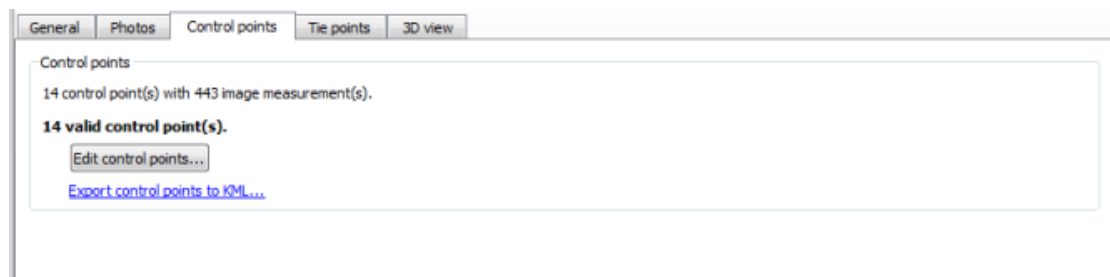 General Photos Control points Tie points 3D view
Control points
14 control point(s) with 443 image measurement(s).
14 valid control point(s).
Edit control points...
Export control points to KML...